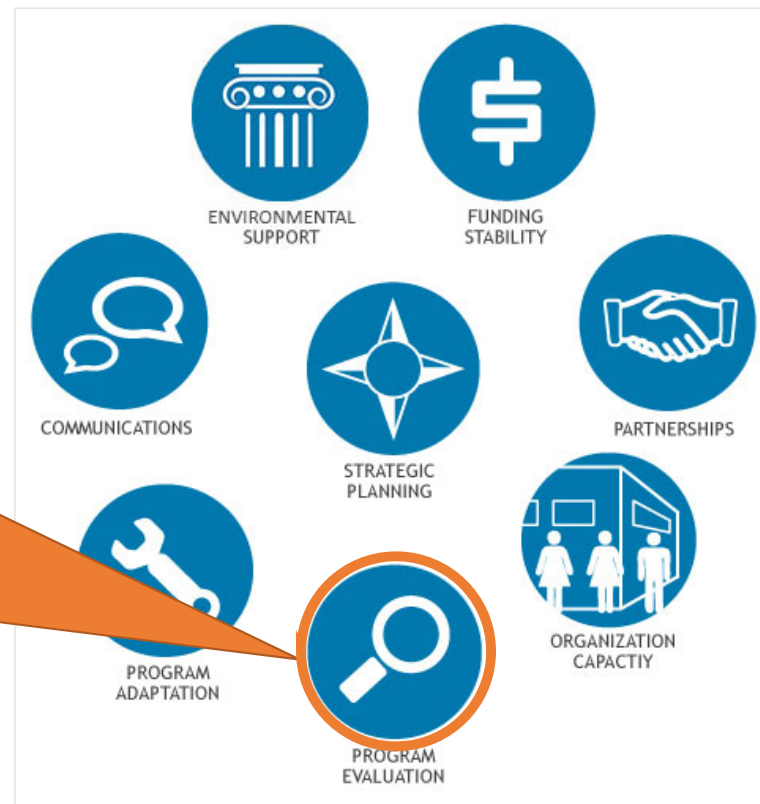 ENVIRONMENTAL
SUPPORT
FUNDING
STABILITY
COMMUNICATIONS
STRATEGIC
PLANNING
PARTNERSHIPS
PROGRAM
ADAPTATION
PROGRAM
EVALUATION
ORGANIZATION
CAPACTIY